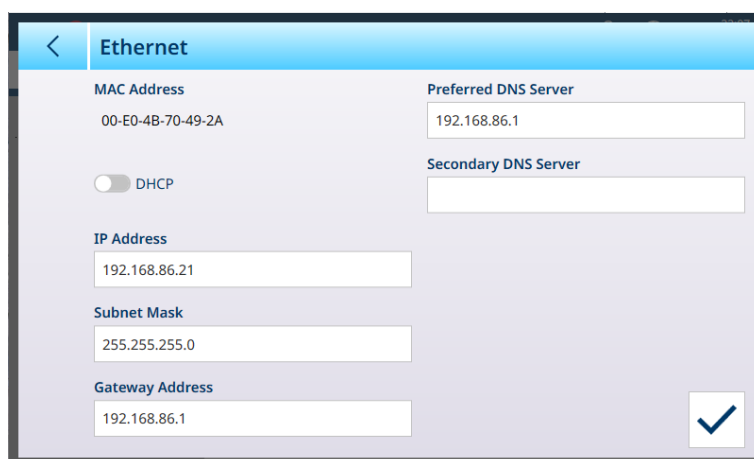 Ethernet
MAC Address
00-E0-4B-70-49-2A
DHCP
IP Address
192.168.86.21
Subnet Mask
255.255.255.0
Gateway Address
192.168.86.1
Preferred DNS Server
192.168.86.1
Secondary DNS Server